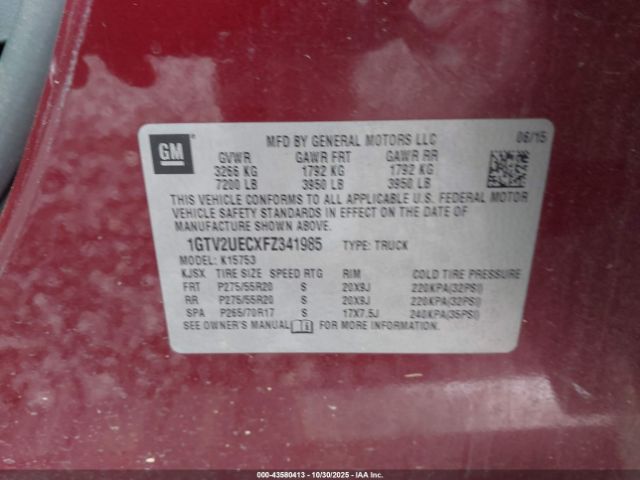 GM
MFD BY GENERAL MOTORS LLC 06/15
GVWR GAWR FRT GAWR RR
3266 KG 1792 KG 1792 KG
7200 LB 3950 LB 3950 LB
THIS VEHICLE CONFORMS TO ALL APPLICABLE U.S. FEDERAL MOTOR
VEHICLE SAFETY STANDARDS IN EFFECT ON THE DATE OF
MANUFACTURE SHOWN ABOVE.
1GTV2UECXFZ341985 TYPE: TRUCK
MODEL: K15753
KJSX TIRE SIZE SPEED RTG RIM COLD TIRE PRESSURE
FRT P275/55R20 S 20X9J 220KPA(32PSI)
RR P275/55R20 S 20X9J 220KPA(32PSI)
SPA P265/70R17 S 17X7.5J 240KPA(35PSI)
SEE OWNER'S MANUAL FOR MORE INFORMATION.
00-43580413 - 10/30/2025 - IAAI.COM